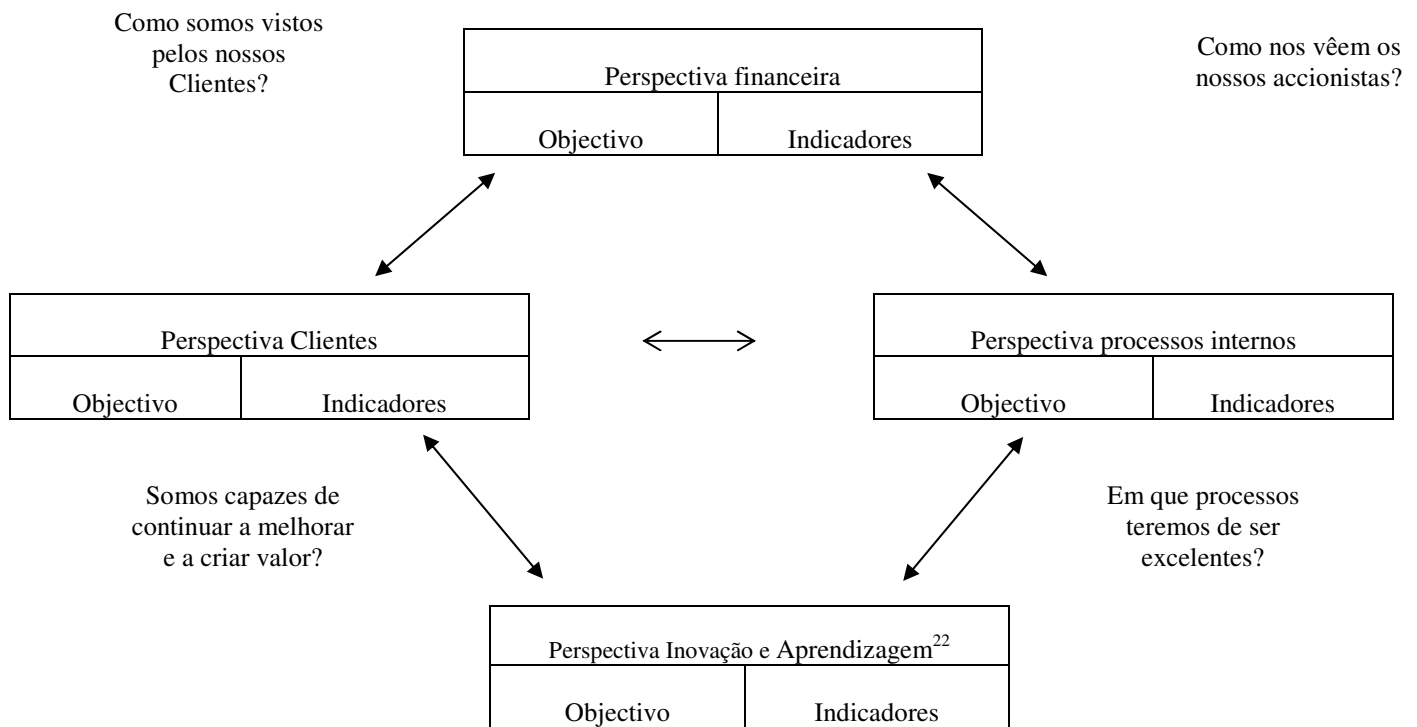 Como somos vistos
pelos nossos
Clientes?
Perspectiva financeira
Objectivo
Indicadores
Como nos vêem os
nossos accionistas?
Perspectiva Clientes
Objectivo
Indicadores
Perspectiva processos internos
Objectivo
Indicadores
Somos capazes de
continuar a melhorar
e a criar valor?
Em que processos
teremos de ser
excelentes?
Perspectiva Inovação e Aprendizagem22
Objectivo
Indicadores